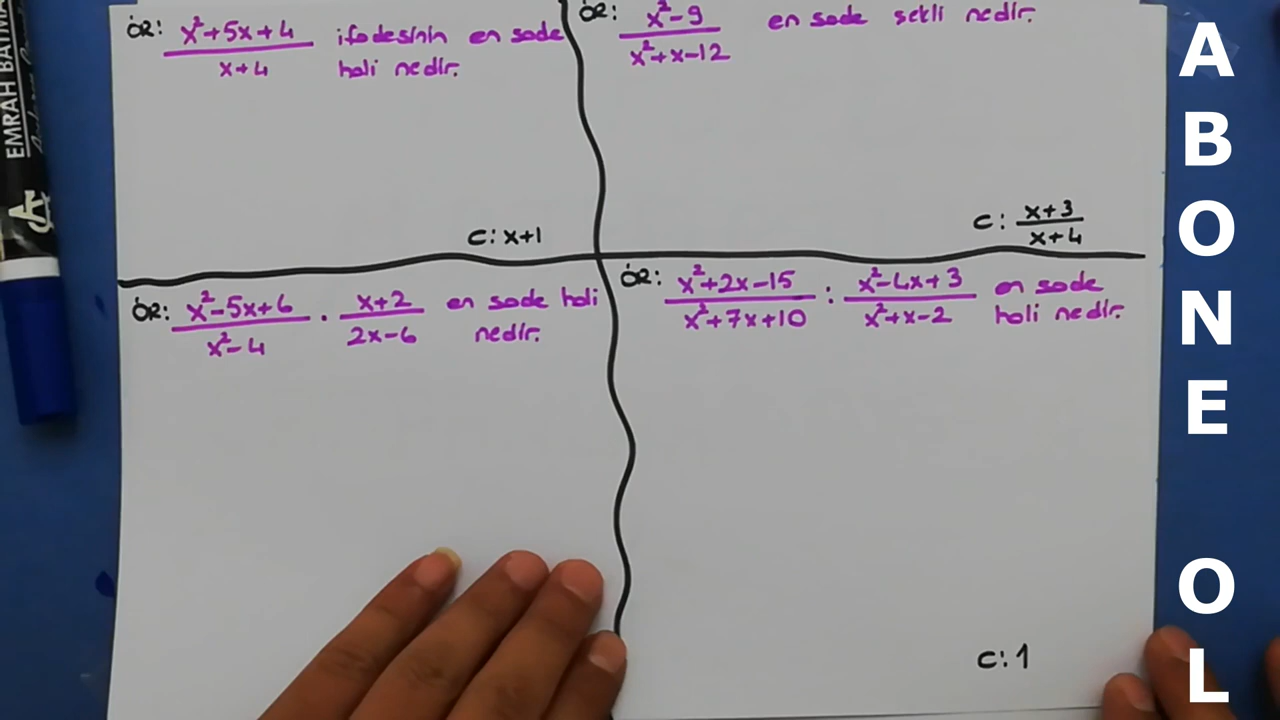 ÖR: x²+5x+4 / x+4 ifadesinin en sade
hali nedir.
C: x+1
ÖR: x²-9 / x²+x-12 en sade şekli nedir.
C: x+3 / x+4
ÖR: x²-5x+6 / x²-4 . x+2 / 2x-6 en sade hali
nedir.
ÖR: x²+2x-15 / x²+7x+10 : x²-4x+3 / x²+x-2 en sade
hali nedir.
C: 1
EMRAH
A
B
O
N
E
O
L